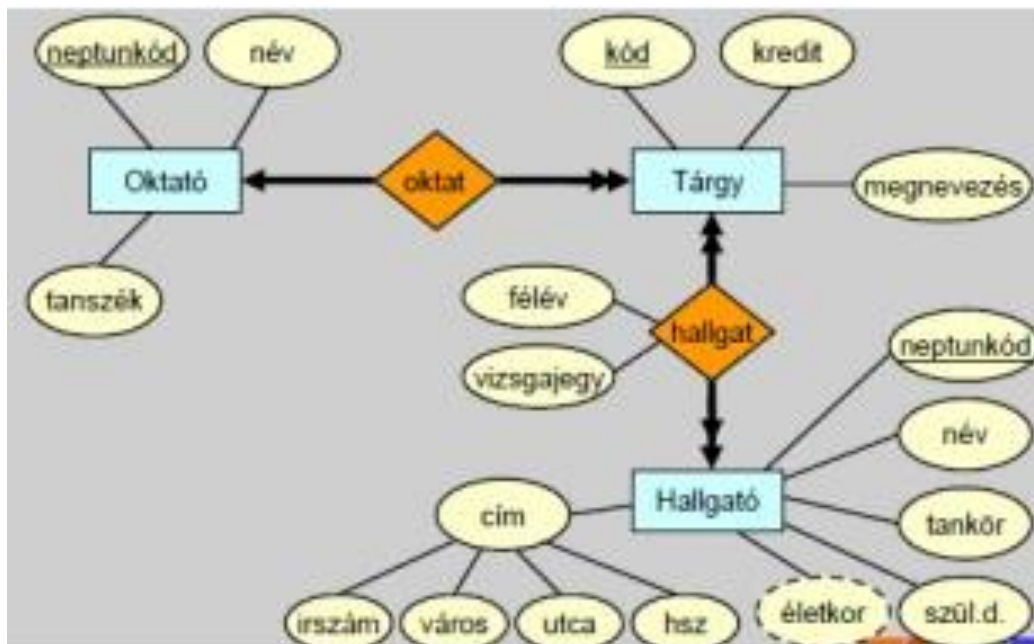 neptunkód
név
kód
kredit
Oktató
oktat
Tárgy
megnevezés
tanszék
félév
hallgat
vizsgajegy
neptunkód
név
Hallgató
cím
tankör
irszám
város
utca
hsz
életkor
szül.d.